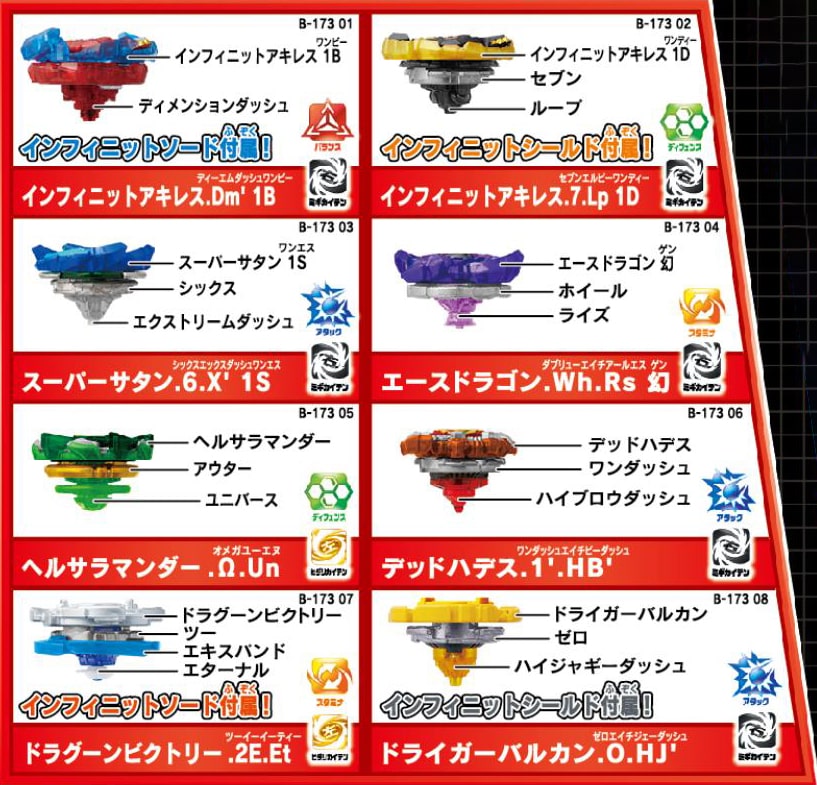 B-173 01
ワンビー
インフィニットアキレス 1B
ディメンションダッシュ
バランス
ふぞく
インフィニットソード付属!
ディーエムダッシュワンビー
インフィニットアキレス.Dm' 1B
ミギカイテン
B-173 02
ワンディー
インフィニットアキレス 1D
セブン
ループ
ディフェンス
ふぞく
インフィニットシールド付属!
セブンエルピーワンディー
インフィニットアキレス.7.Lp 1D
ミギカイテン
B-173 03
ワンエス
スーパーサタン 1S
シックス
エクストリームダッシュ
アタック
シックスエックスダッシュワンエス
スーパーサタン.6.X' 1S
ミギカイテン
B-173 04
ゲン
エースドラゴン 幻
ホイール
ライズ
スタミナ
ダブリューエイチアールエス ゲン
エースドラゴン.Wh.Rs 幻
ミギカイテン
B-173 05
ヘルサラマンダー
アウター
ユニバース
ディフェンス
オメガユーエヌ
ヘルサラマンダー.Ω.Un
左
ヒダリカイテン
B-173 06
デッドハデス
ワンダッシュ
ハイブロウダッシュ
アタック
ワンダッシュエイチビーダッシュ
デッドハデス.1'.HB'
ミギカイテン
B-173 07
ドラグーンビクトリー
ツー
エキスパンド
エターナル
スタミナ
ふぞく
インフィニットソード付属!
ツーイーイーティー
ドラグーンビクトリー.2E.Et
左
ヒダリカイテン
B-173 08
ドライガーバルカン
ゼロ
ハイジャギーダッシュ
アタック
ふぞく
インフィニットシールド付属!
ゼロエイチジェーダッシュ
ドライガーバルカン.0.HJ'
ミギカイテン